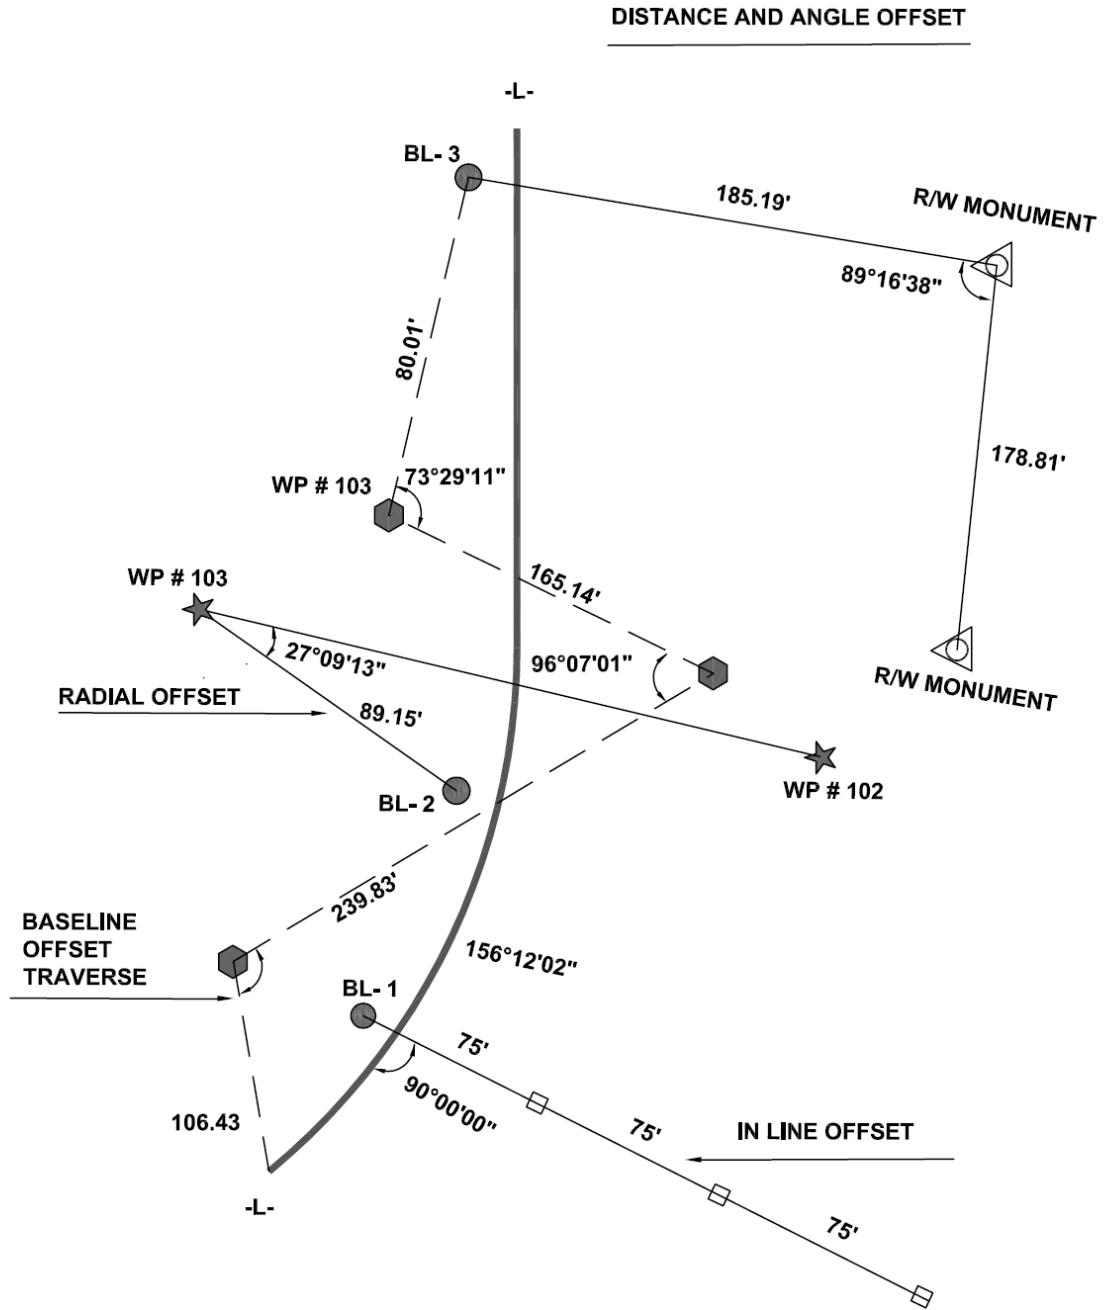 DISTANCE AND ANGLE OFFSET
-L-
BL- 3
185.19'
R/W MONUMENT
89°16'38"
80.01'
178.81'
73°29'11"
WP # 103
165.14'
WP # 103
27°09'13"
96°07'01"
R/W MONUMENT
RADIAL OFFSET
89.15'
WP # 102
BL- 2
239.83'
BASELINE
OFFSET
TRAVERSE
156°12'02"
BL- 1
75'
90°00'00"
106.43
75'
IN LINE OFFSET
-L-
75'